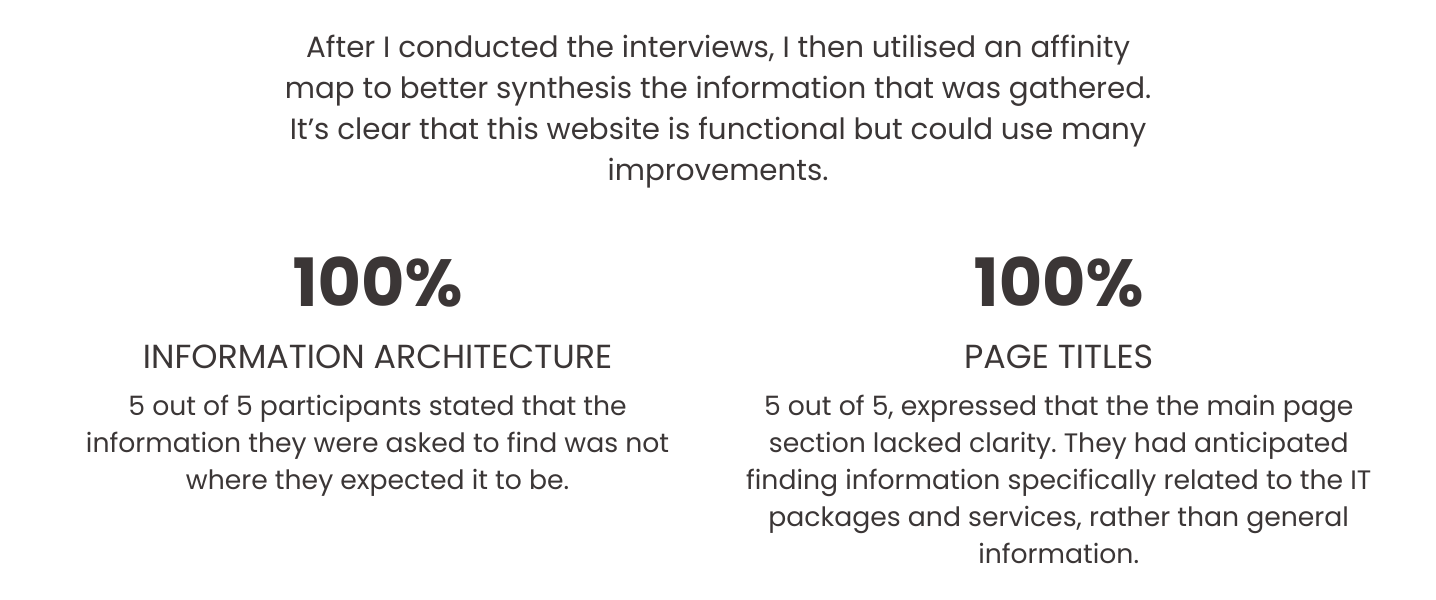 After I conducted the interviews, I then utilised an affinity
map to better synthesis the information that was gathered.
It’s clear that this website is functional but could use many
improvements.
100%
INFORMATION ARCHITECTURE
5 out of 5 participants stated that the
information they were asked to find was not
where they expected it to be.
100%
PAGE TITLES
5 out of 5, expressed that the the main page
section lacked clarity. They had anticipated
finding information specifically related to the IT
packages and services, rather than general
information.